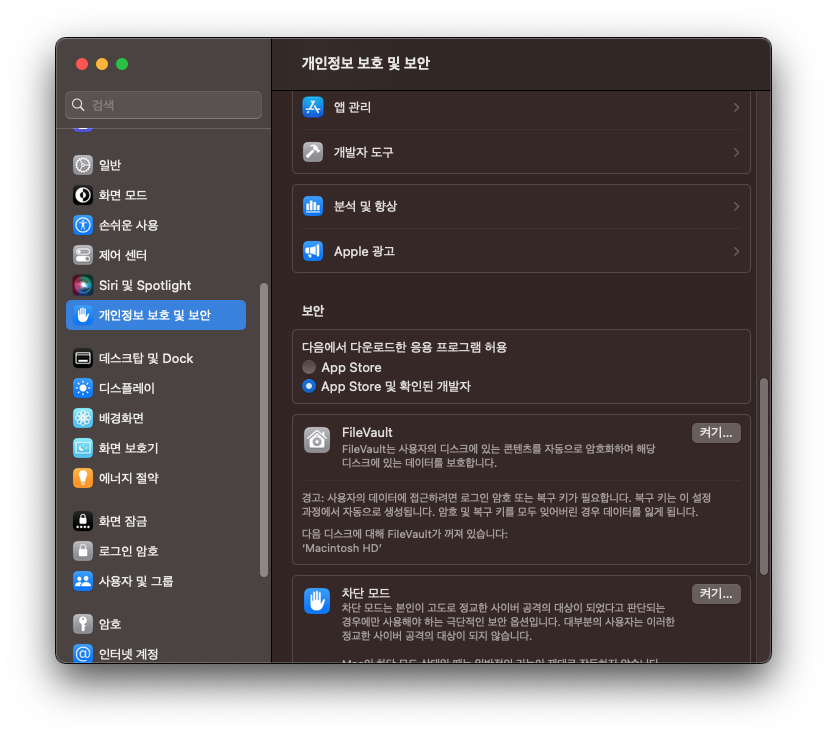 개인정보 보호 및 보안
검색
일반
화면 모드
손쉬운 사용
제어 센터
Siri 및 Spotlight
개인정보 보호 및 보안
데스크탑 및 Dock
디스플레이
배경화면
화면 보호기
에너지 절약
화면 잠금
로그인 암호
사용자 및 그룹
암호
인터넷 계정
앱 관리
개발자 도구
분석 및 향상
Apple 광고
보안
다음에서 다운로드한 응용 프로그램 허용
App Store
App Store 및 확인된 개발자
FileVault
켜기...
FileVault는 사용자의 디스크에 있는 콘텐츠를 자동으로 암호화하여 해당
디스크에 있는 데이터를 보호합니다.
경고: 사용자의 데이터에 접근하려면 로그인 암호 또는 복구 키가 필요합니다. 복구 키는 이 설정
과정에서 자동으로 생성됩니다. 암호 및 복구 키를 모두 잊어버린 경우 데이터를 잃게 됩니다.
다음 디스크에 대해 FileVault가 꺼져 있습니다:
‘Macintosh HD’
차단 모드
켜기...
차단 모드는 본인이 고도로 정교한 사이버 공격의 대상이 되었다고 판단되는
경우에만 사용해야 하는 극단적인 보안 옵션입니다. 대부분의 사용자는 이러한
정교한 사이버 공격의 대상이 되지 않습니다.